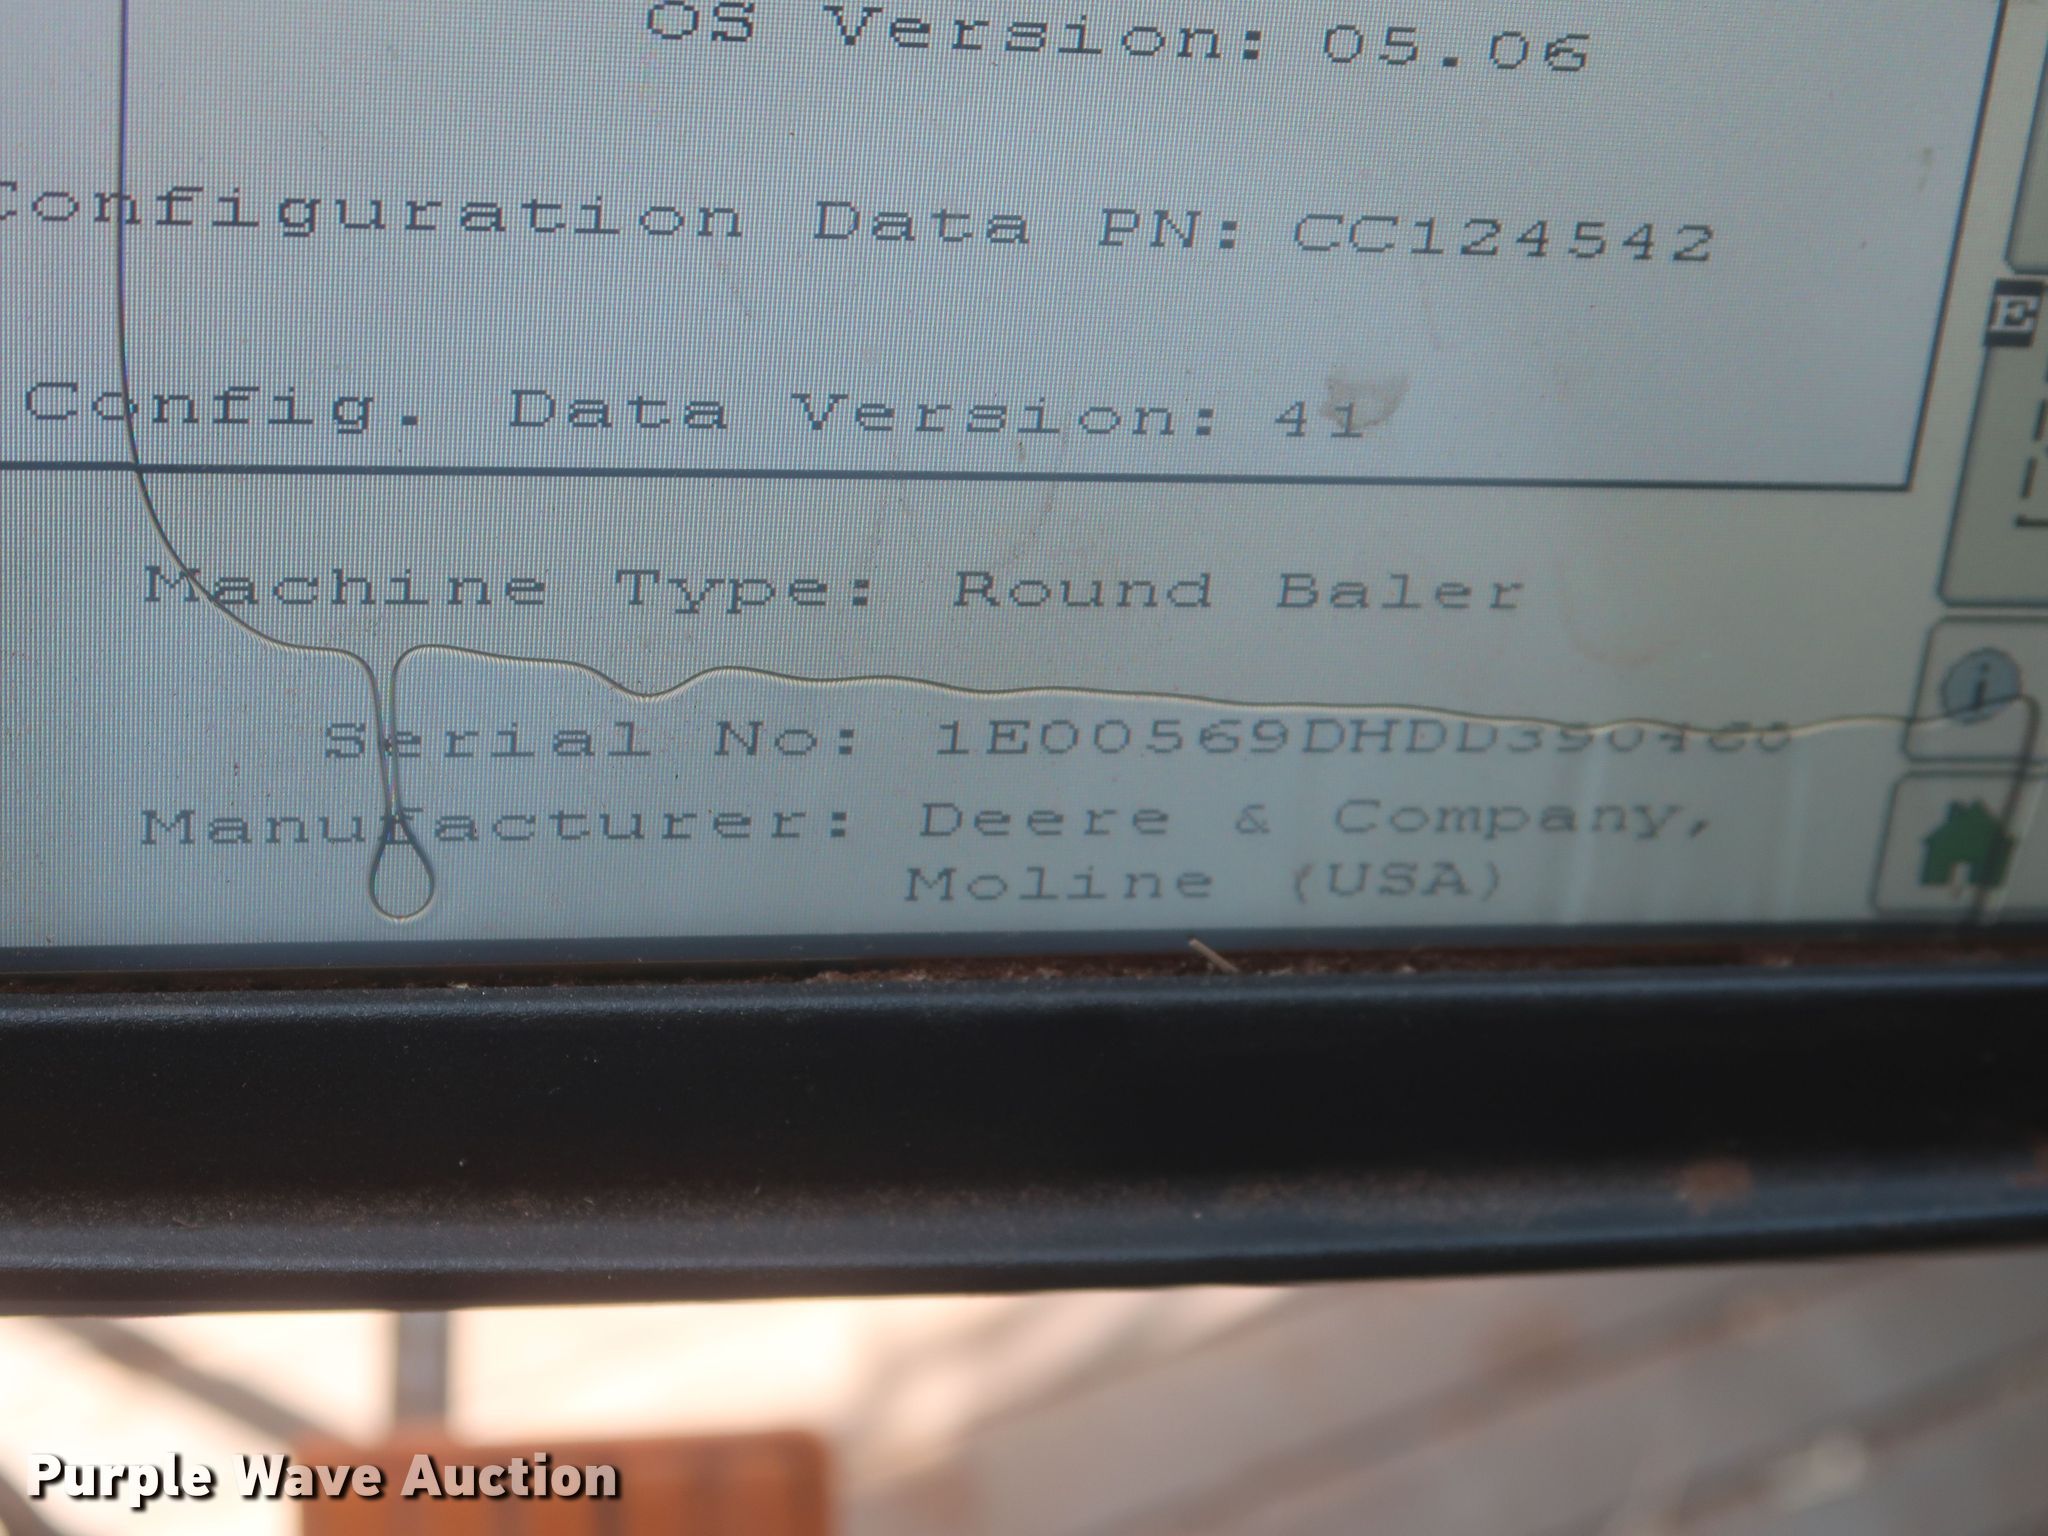 OS Version: 05.06
Configuration Data PN: CC124542
Config. Data Version: 41
Machine Type: Round Baler
E
i
Serial No: 1E00569DHDD390460
Manufacturer: Deere & Company,
Moline (USA)
Purple Wave Auction